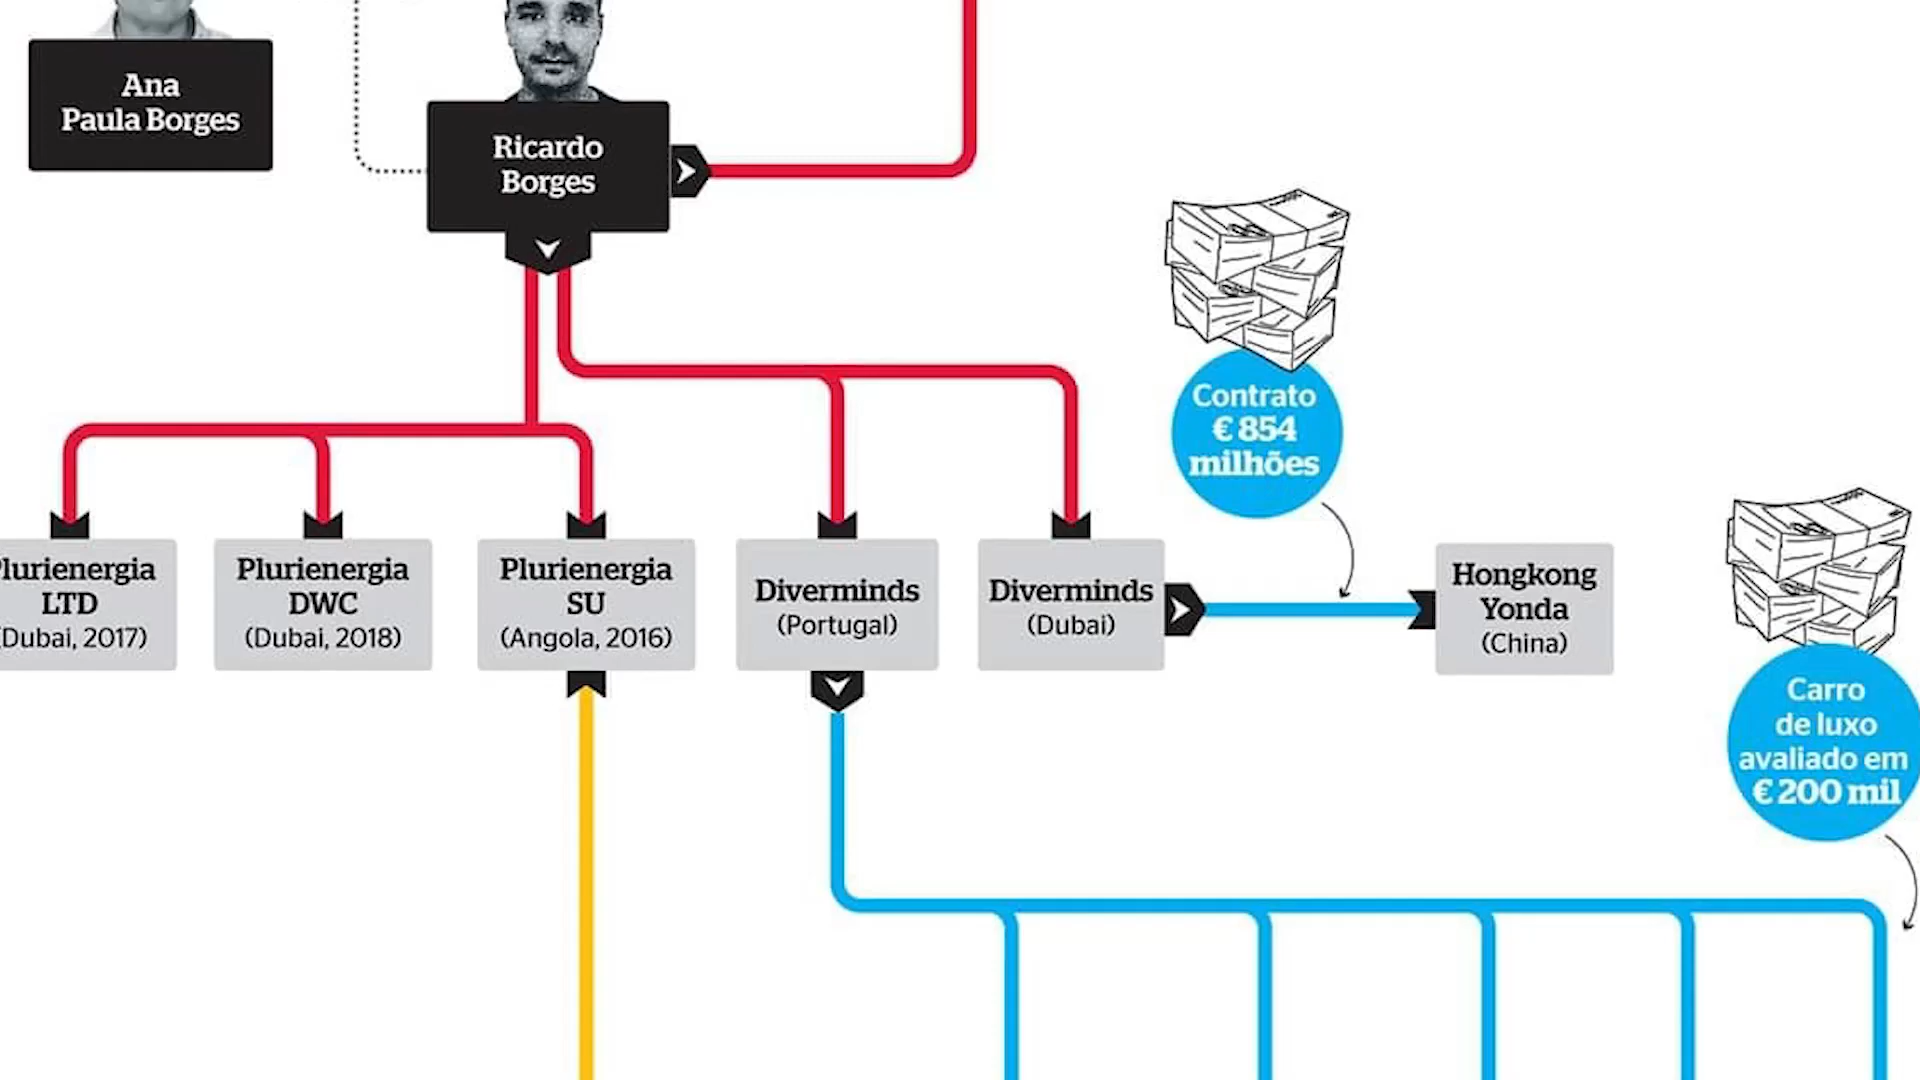 Ana
Paula Borges
Ricardo
Borges
Contrato
€ 854
milhões
lurienergia
LTD
(Dubai, 2017)
Plurienergia
DWC
(Dubai, 2018)
Plurienergia
SU
(Angola, 2016)
Diverminds
(Portugal)
Diverminds
(Dubai)
Hongkong
Yonda
(China)
Carro
de luxo
avaliado em
€ 200 mil